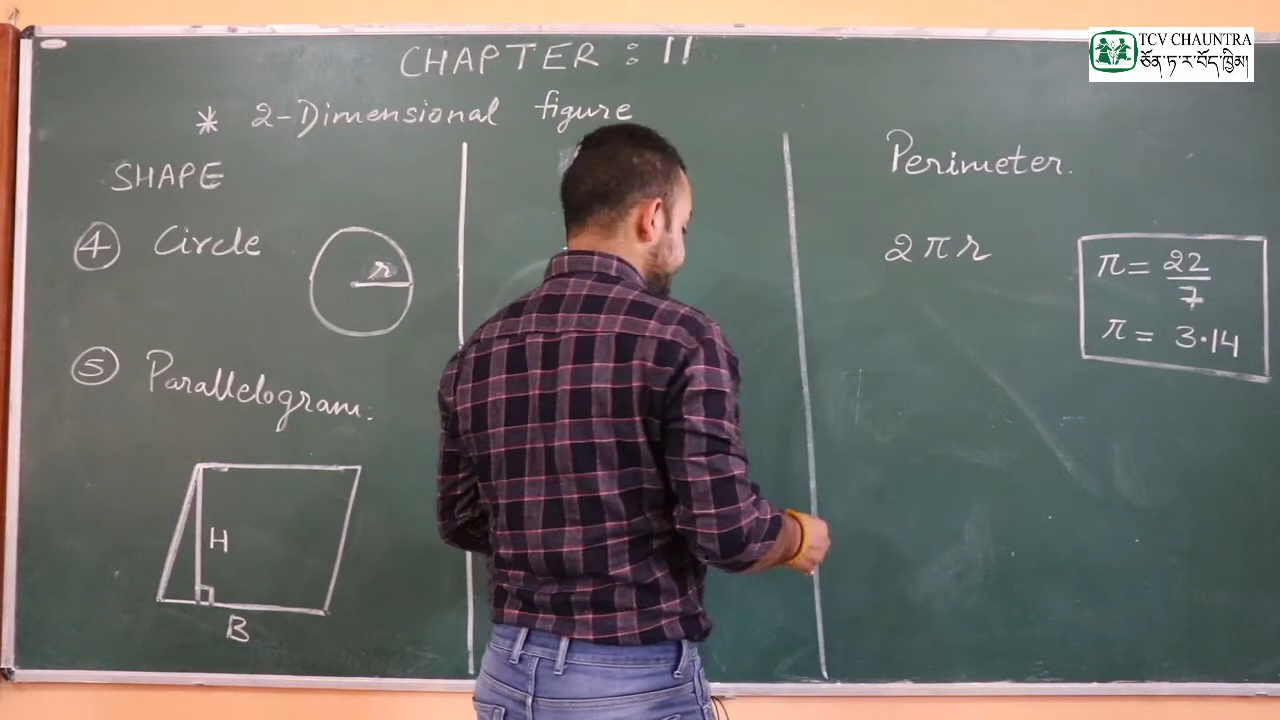 TCV CHAUNTRA
ཅོན་ཏ་ར་བོད་ཁྱིམ།
CHAPTER : 11
* 2-Dimensional figure
SHAPE
Perimeter.
④ Circle
r
2πr
π = 22/7
π = 3.14
⑤ Parallelogram.
H
B